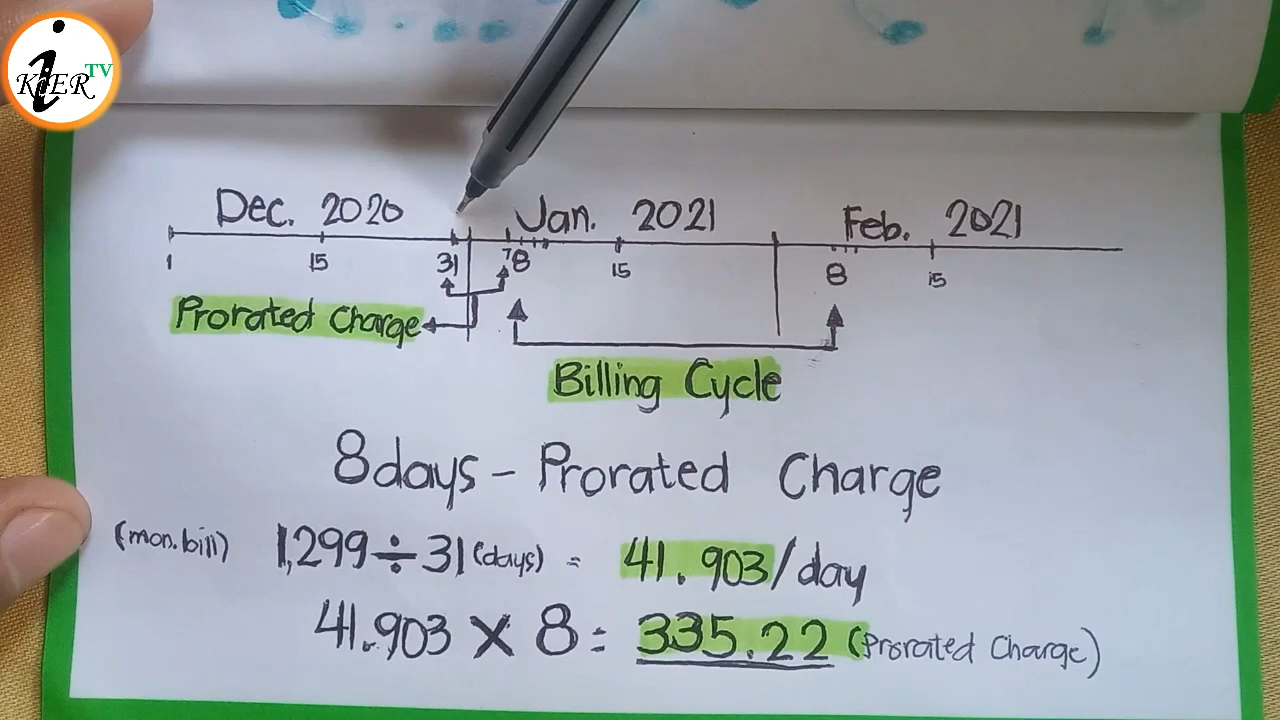 iKiER TV
Dec. 2020 Jan. 2021 Feb. 2021
1 15 31 7 8 15 8 15
Prorated Charge
Billing Cycle
8days - Prorated Charge
(mon.bill) 1,299 ÷ 31 (days) = 41.903/day
41.903 X 8 = 335.22 (Prorated Charge)